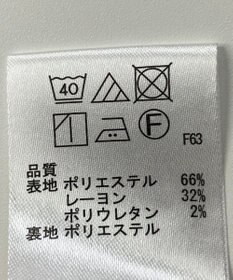 40
F
F63
品質
表地 ポリエステル 66%
レーヨン 32%
ポリウレタン 2%
裏地 ポリエステル